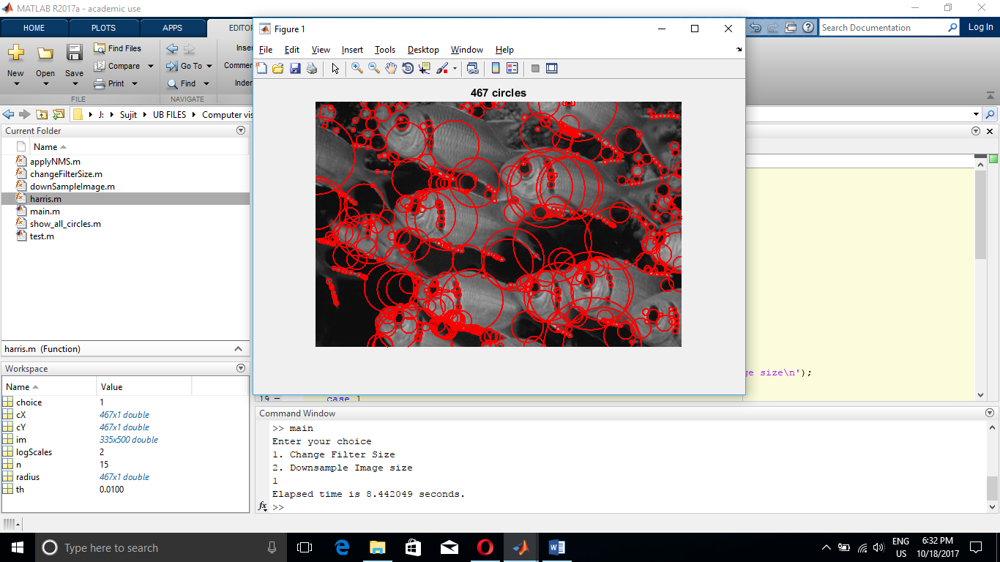 MATLAB R2017a - academic use
HOME PLOTS APPS EDITO
Search Documentation
Log In
New
Open
Save
Find Files
Compare
Print
FILE
Go To
Find
NAVIGATE
Inser
Commen
Inden
J: Sujit UB FILES Computer vis
Current Folder
Name
applyNMS.m
changeFilterSize.m
downSampleImage.m
harris.m
main.m
show_all_circles.m
test.m
harris.m (Function)
Workspace
Name Value
choice 1
cX 467x1 double
cY 467x1 double
im 335x500 double
logScales 2
n 15
radius 467x1 double
th 0.0100
Figure 1
File Edit View Insert Tools Desktop Window Help
467 circles
ge size\n');
19 - case 1
Command Window
>> main
Enter your choice
1. Change Filter Size
2. Downsample Image size
1
Elapsed time is 8.442049 seconds.
fx >>
Type here to search
ENG
US
6:32 PM
10/18/2017